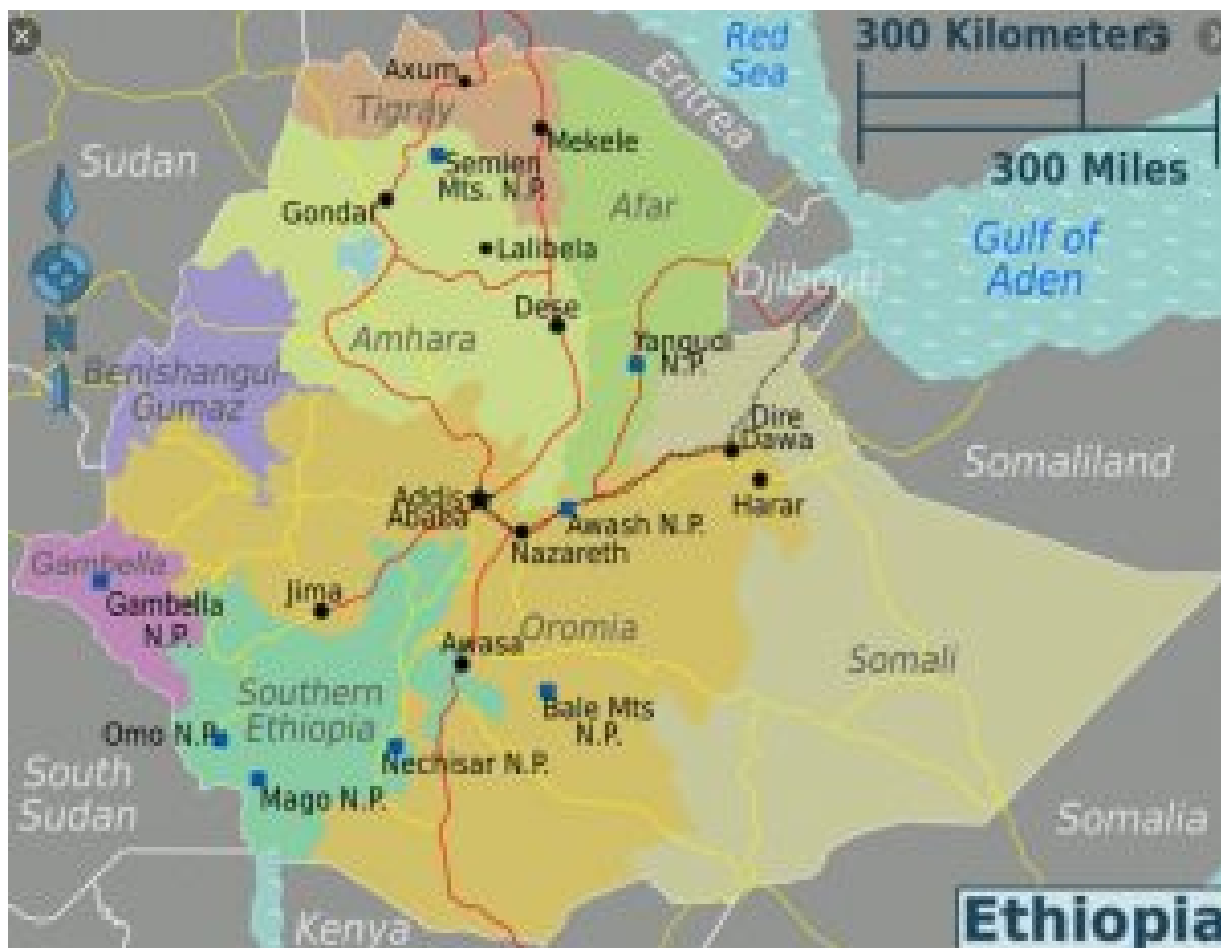 Red
Sea
300 Kilometers
Eritrea
Axum
Tigray
Mekele
300 Miles
Sudan
Semien
Mts. N.P.
Gondar
Afar
Lalibela
Gulf of
Aden
Djibouti
Dese
Amhara
Yangudi
N.P.
N
Benishangul
Gumaz
Dire
Dawa
Somaliland
Addis
Ababa
Harar
Awash N.P.
Nazareth
Gambella
Gambella
N.P.
Jima
Oromia
Awasa
Somali
Southern
Ethiopia
Bale Mts
N.P.
Omo N.P.
Nechisar N.P.
South
Sudan
Mago N.P.
Somalia
Kenya
Ethiopia